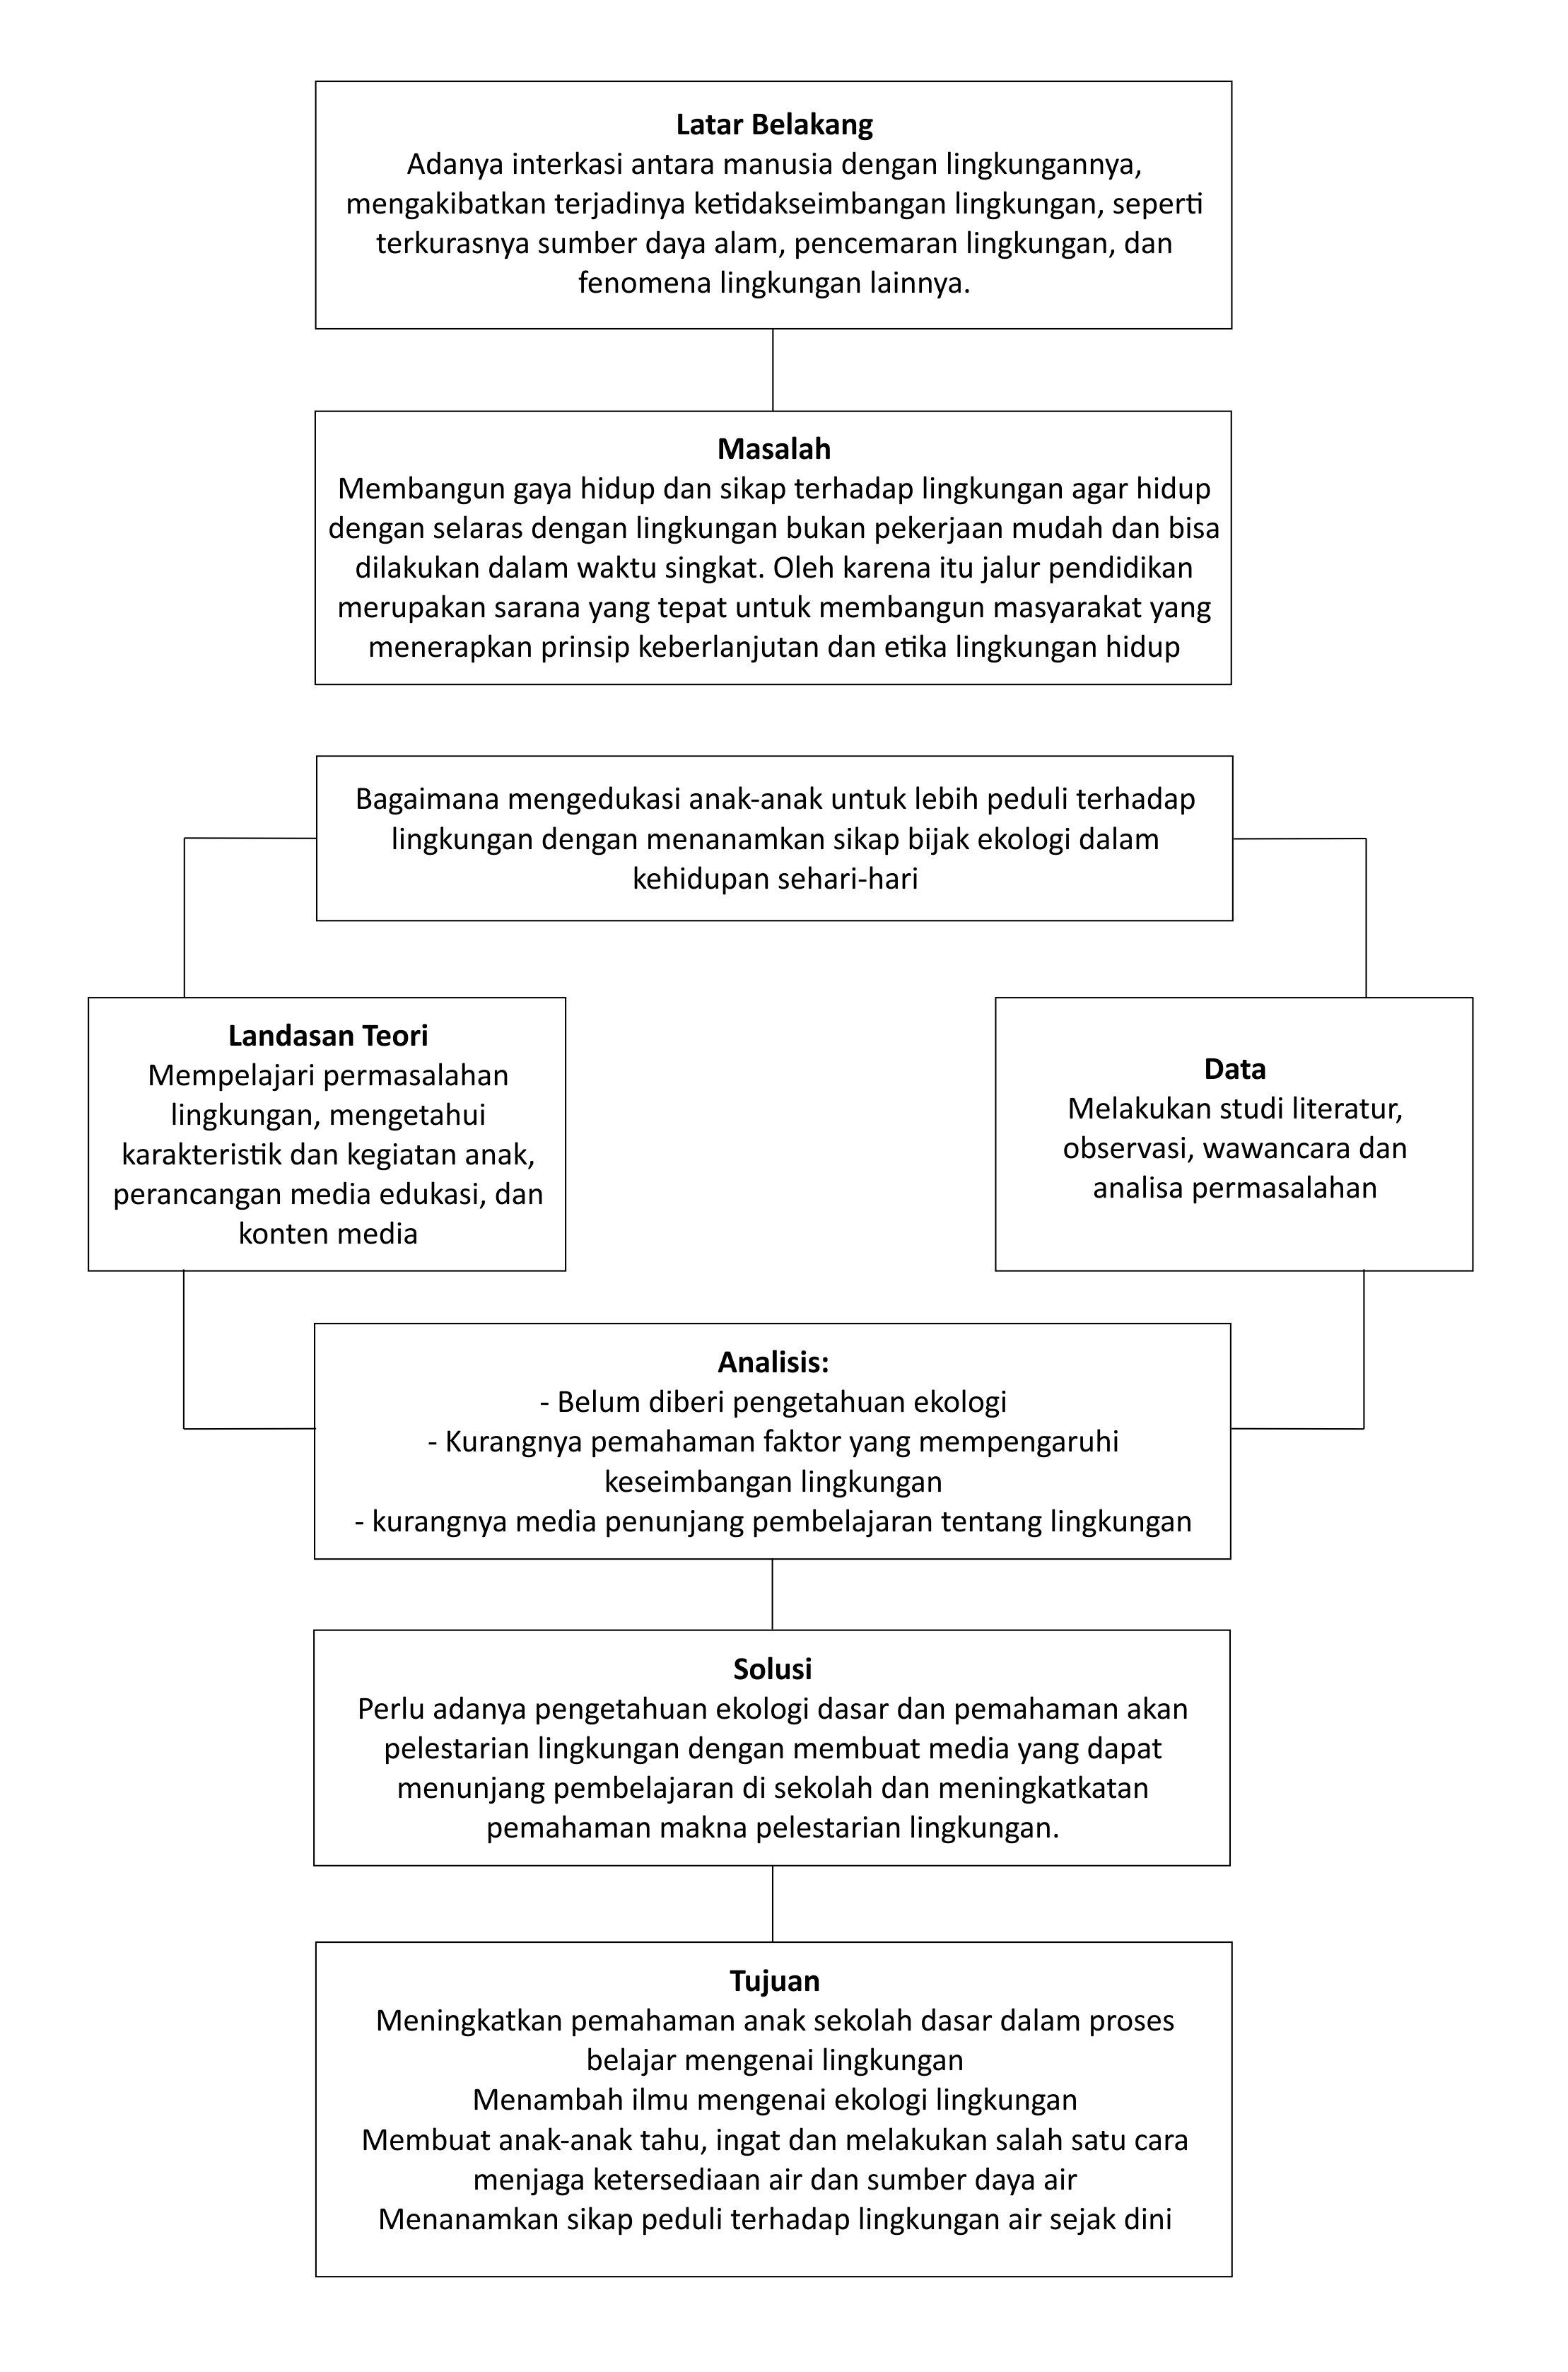 Latar Belakang
Adanya interkasi antara manusia dengan lingkungannya,
mengakibatkan terjadinya ketidakseimbangan lingkungan, seperti
terkurasnya sumber daya alam, pencemaran lingkungan, dan
fenomena lingkungan lainnya.
Masalah
Membangun gaya hidup dan sikap terhadap lingkungan agar hidup
dengan selaras dengan lingkungan bukan pekerjaan mudah dan bisa
dilakukan dalam waktu singkat. Oleh karena itu jalur pendidikan
merupakan sarana yang tepat untuk membangun masyarakat yang
menerapkan prinsip keberlanjutan dan etika lingkungan hidup
Bagaimana mengedukasi anak-anak untuk lebih peduli terhadap
lingkungan dengan menanamkan sikap bijak ekologi dalam
kehidupan sehari-hari
Landasan Teori
Mempelajari permasalahan
lingkungan, mengetahui
karakteristik dan kegiatan anak,
perancangan media edukasi, dan
konten media
Data
Melakukan studi literatur,
observasi, wawancara dan
analisa permasalahan
Analisis:
- Belum diberi pengetahuan ekologi
- Kurangnya pemahaman faktor yang mempengaruhi
keseimbangan lingkungan
- kurangnya media penunjang pembelajaran tentang lingkungan
Solusi
Perlu adanya pengetahuan ekologi dasar dan pemahaman akan
pelestarian lingkungan dengan membuat media yang dapat
menunjang pembelajaran di sekolah dan meningkatkatan
pemahaman makna pelestarian lingkungan.
Tujuan
Meningkatkan pemahaman anak sekolah dasar dalam proses
belajar mengenai lingkungan
Menambah ilmu mengenai ekologi lingkungan
Membuat anak-anak tahu, ingat dan melakukan salah satu cara
menjaga ketersediaan air dan sumber daya air
Menanamkan sikap peduli terhadap lingkungan air sejak dini